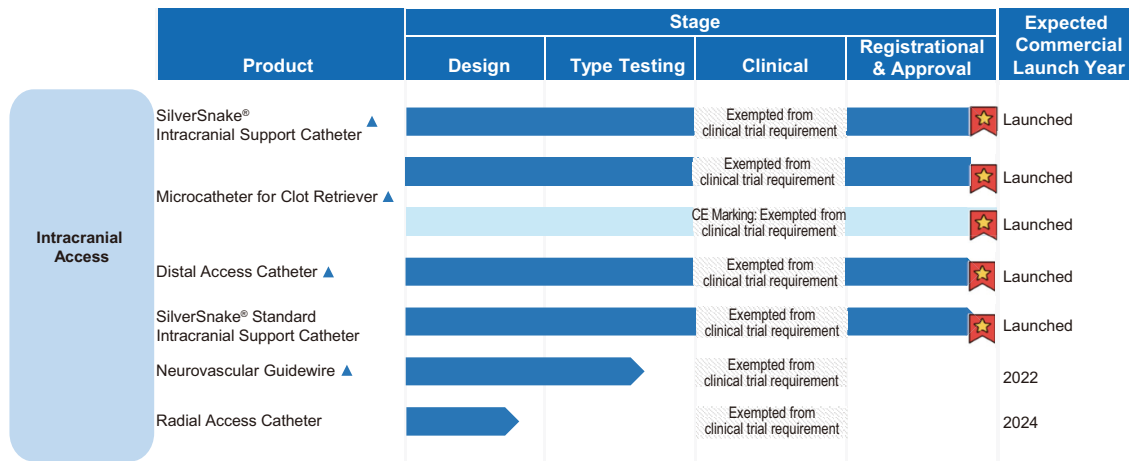 Stage
Expected
Commercial
Launch Year
Product
Design
Type Testing
Clinical
Registrational
& Approval
Intracranial
Access
SilverSnake®
Intracranial Support Catheter ▲
Exempted from
clinical trial requirement
Launched
Microcatheter for Clot Retriever ▲
Exempted from
clinical trial requirement
Launched
CE Marking: Exempted from
clinical trial requirement
Launched
Distal Access Catheter ▲
Exempted from
clinical trial requirement
Launched
SilverSnake® Standard
Intracranial Support Catheter
Exempted from
clinical trial requirement
Launched
Neurovascular Guidewire ▲
Exempted from
clinical trial requirement
2022
Radial Access Catheter
Exempted from
clinical trial requirement
2024